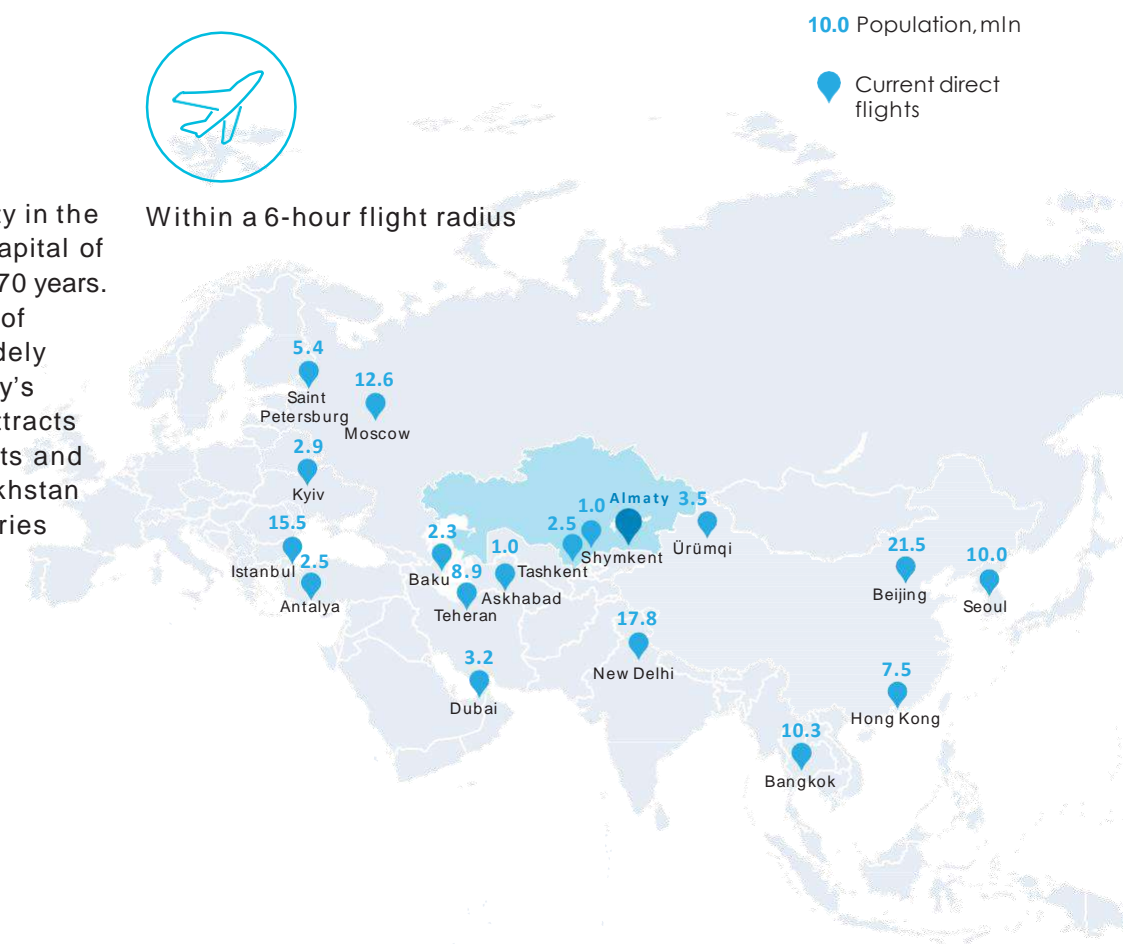 10.0 Population, mln
Current direct
flights
Within a 6-hour flight radius
ty in the
apital of
70 years.
of
dely
y's
ttracts
ts and
khstan
ries
5.4
Saint
Petersburg
12.6
Moscow
2.9
Kyiv
15.5
Istanbul
2.5
Antalya
2.3
Baku
8.9
Teheran
1.0
Askhabad
2.5
Tashkent
1.0
Shymkent
Almaty
3.5
Ürümqi
21.5
Beijing
10.0
Seoul
17.8
New Delhi
3.2
Dubai
7.5
Hong Kong
10.3
Bangkok